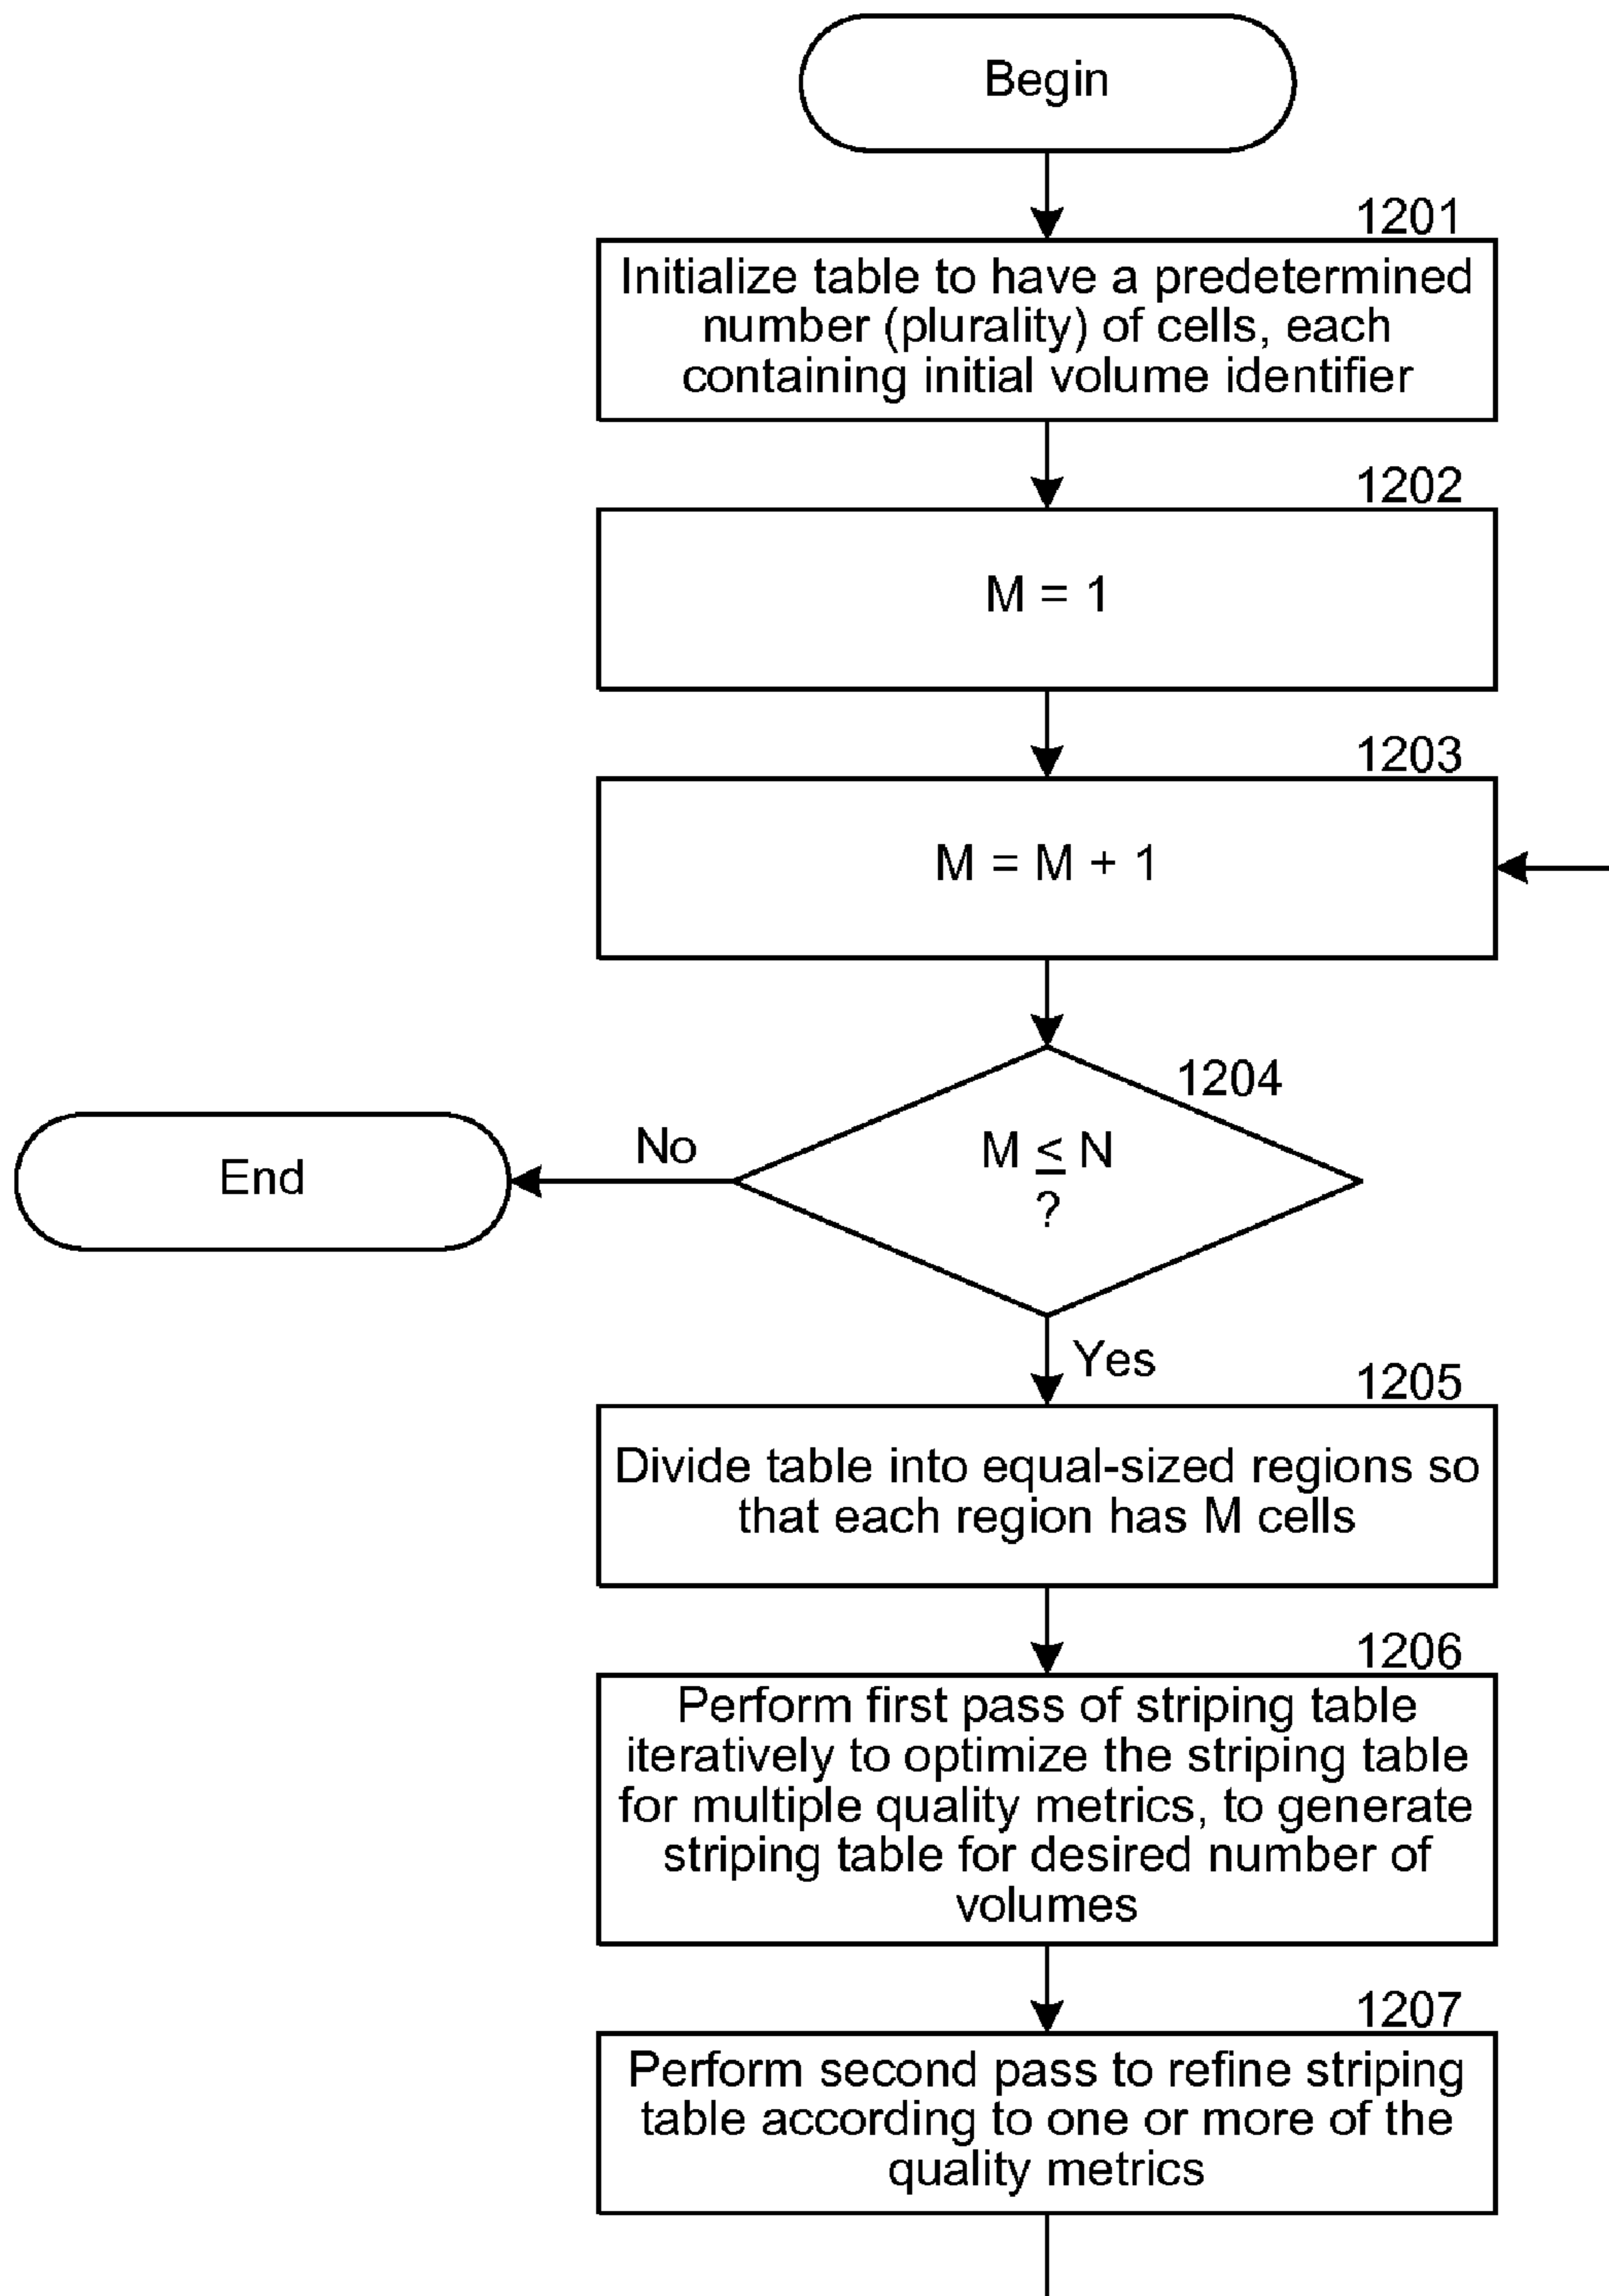 Begin
1201
Initialize table to have a predetermined
number (plurality) of cells, each
containing initial volume identifier
1202
M = 1
1203
M = M + 1
1204
M ≤ N
?
No
End
Yes
1205
Divide table into equal-sized regions so
that each region has M cells
1206
Perform first pass of striping table
iteratively to optimize the striping table
for multiple quality metrics, to generate
striping table for desired number of
volumes
1207
Perform second pass to refine striping
table according to one or more of the
quality metrics